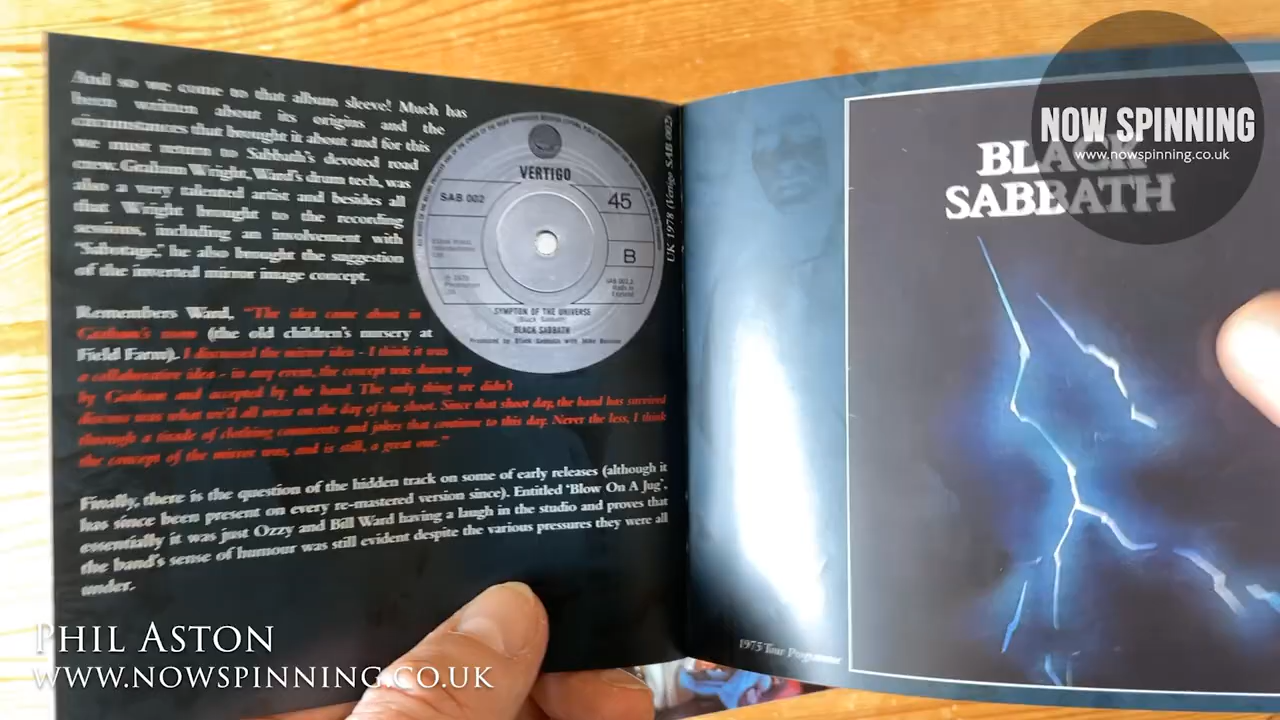 And so we come to that album sleeve! Much has
been written about its origins and the
circumstances that brought it about and for this
we must return to Sabbath's devoted road
crew. Graham Wright, Ward's drum tech, was
also a very talented artist and besides all
that Wright brought to the recording
sessions, including an involvement with
'Sabotage,' he also brought the suggestion
of the inverted mirror image concept.
Remembers Ward, "The idea came about in
Graham's room (the old children's nursery at
Field Farm). I discussed the mirror idea - I think it was
a collaborative idea - in any event, the concept was drawn up
by Graham and accepted by the band. The only thing we didn't
discuss was what we'd all wear on the day of the shoot. Since that shoot day, the band has survived
through a tirade of clothing comments and jokes that continue to this day. Never the less, I think
the concept of the mirror was, and is still, a great one."
Finally, there is the question of the hidden track on some of early releases (although it
has since been present on every re-mastered version since). Entitled 'Blow On A Jug',
essentially it was just Ozzy and Bill Ward having a laugh in the studio and proves that
the band's sense of humour was still evident despite the various pressures they were all
under.
VERTIGO
SAB 002
45
B
SYMPTON OF THE UNIVERSE
BLACK SABBATH
UK 1978 (Vertigo SAB 002)
1975 Tour Programme
BLACK
SABBATH
NOW SPINNING
www.nowspinning.co.uk
PHIL ASTON
WWW.NOWSPINNING.CO.UK